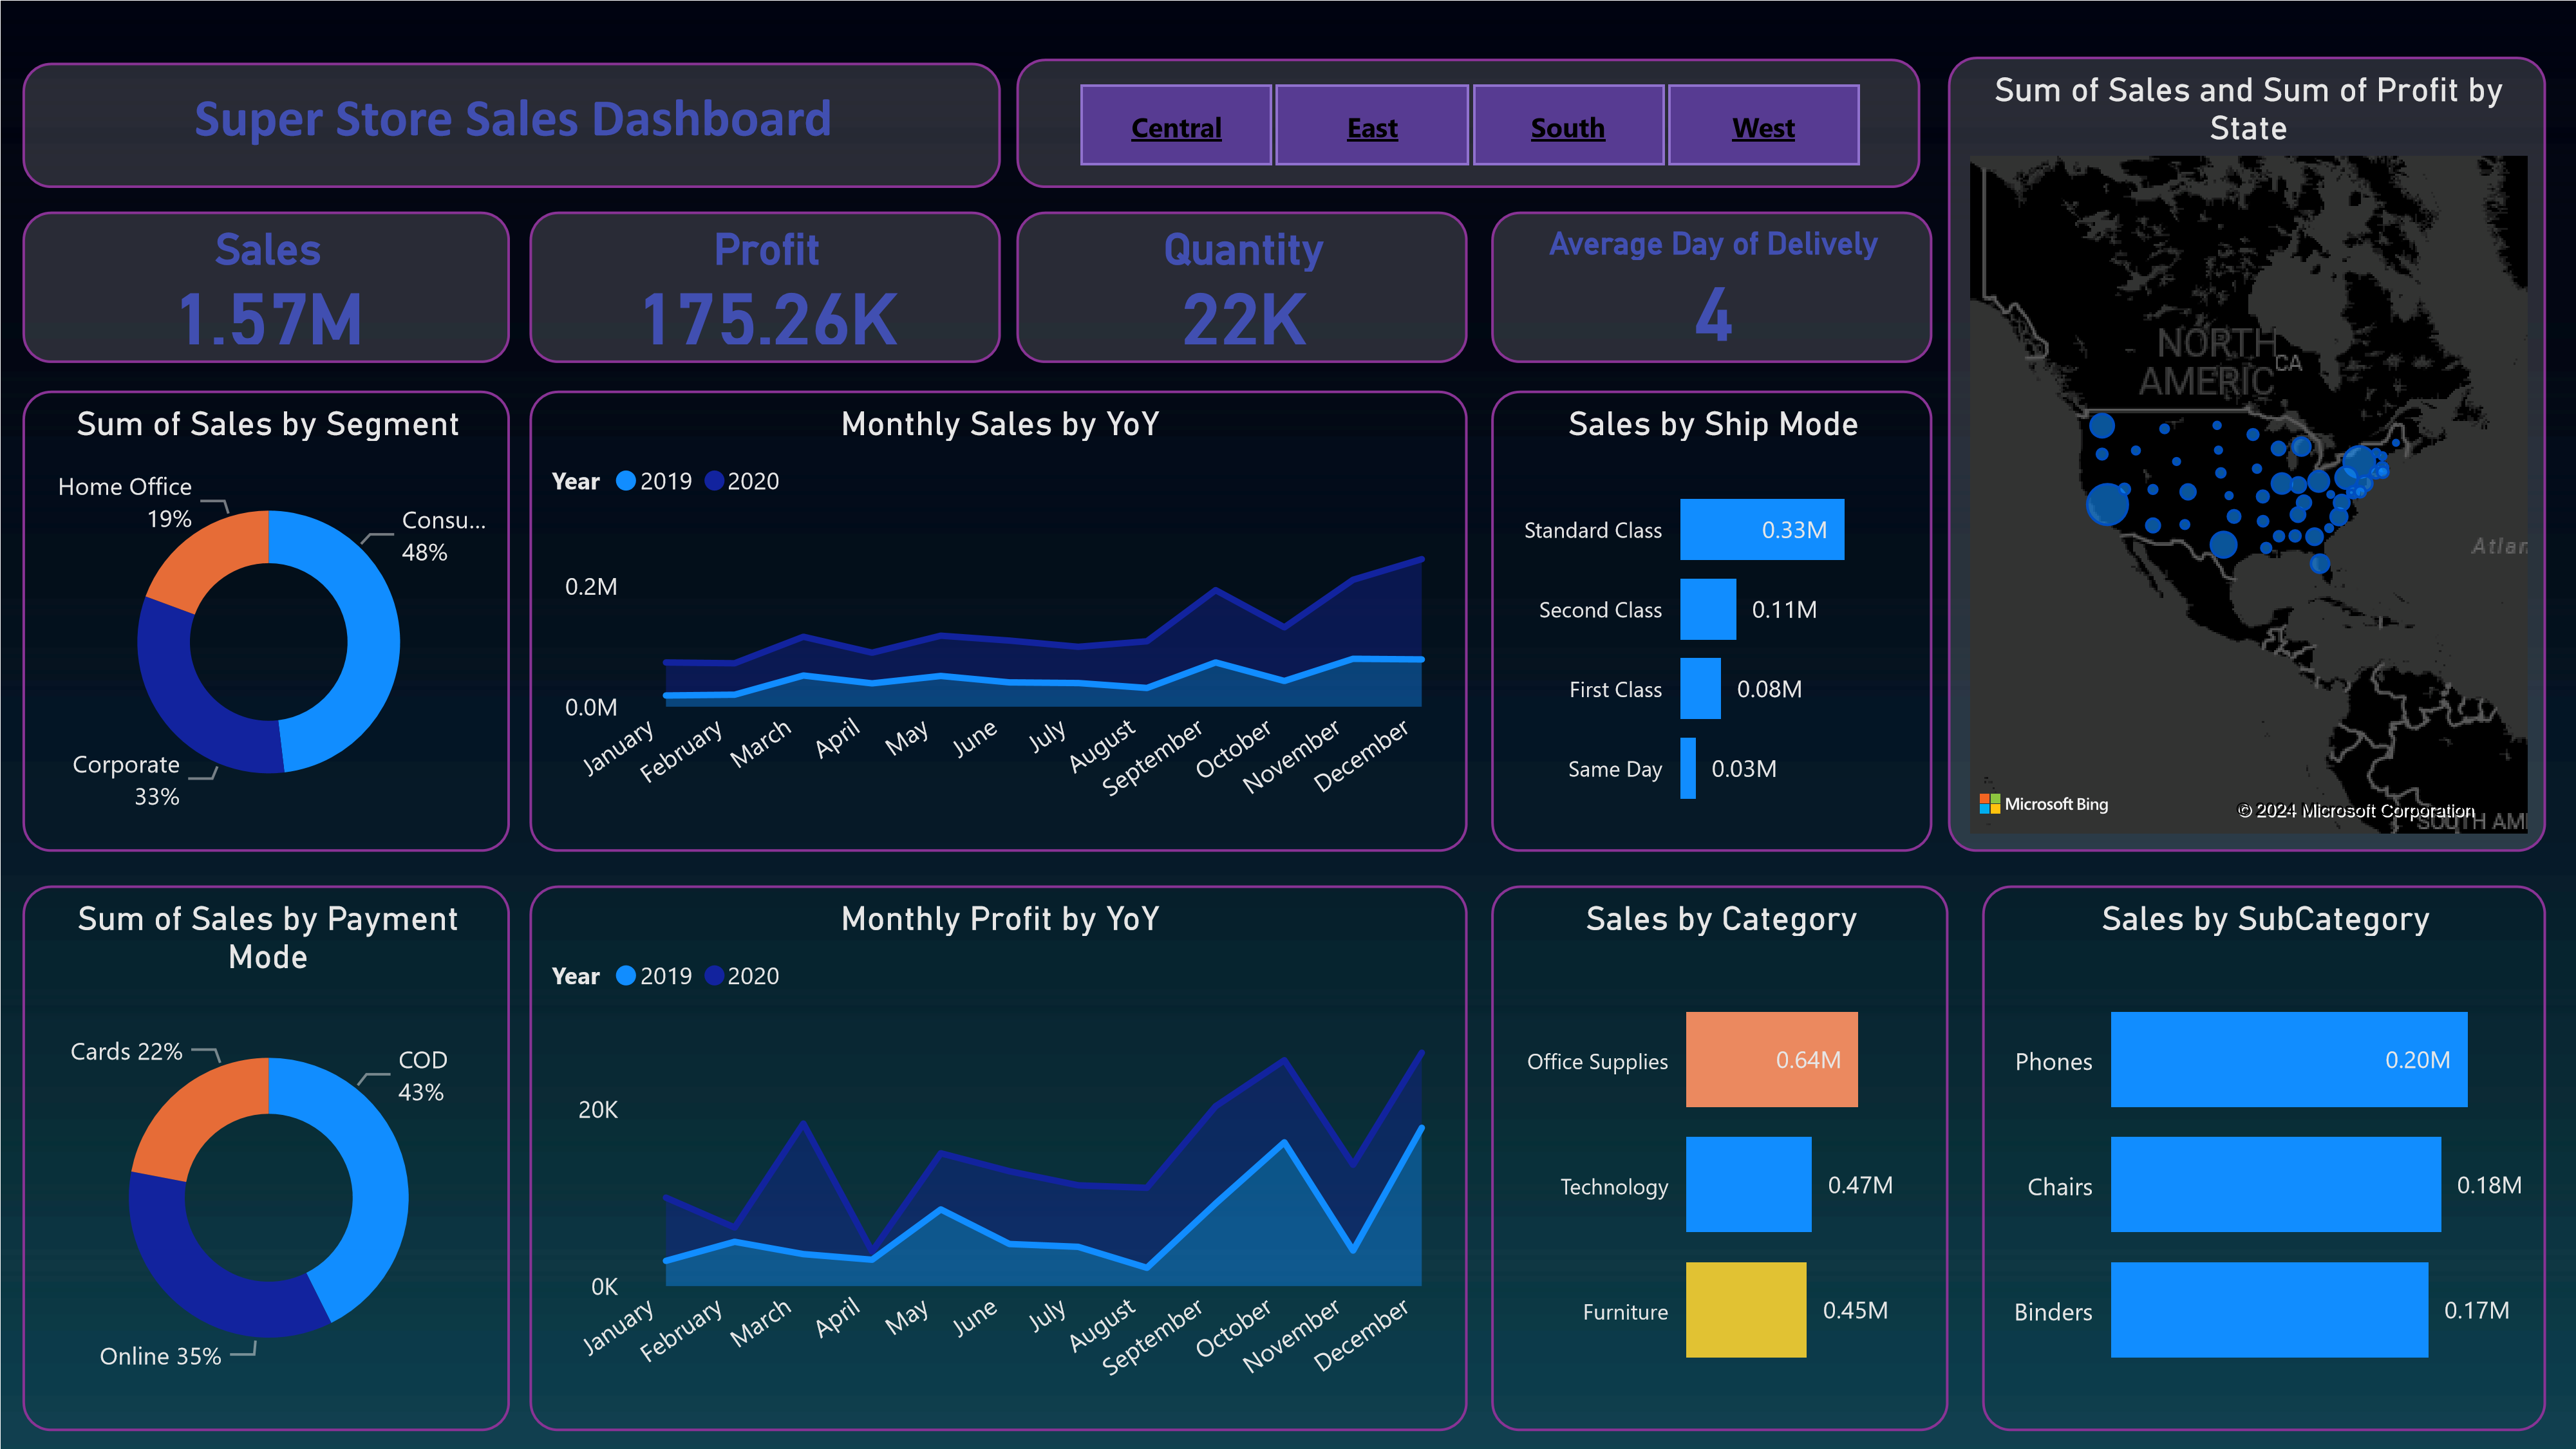 Super Store Sales Dashboard
Central
East
South
West
Sum of Sales and Sum of Profit by
State
Sales
1.57M
Profit
175.26K
Quantity
22K
Average Day of Delively
4
NORTH
AMERIC
CA
Atlan
Microsoft Bing
© 2024 Microsoft Corporation
SOUTH AM
Sum of Sales by Segment
Home Office
19%
Consu...
48%
Corporate
33%
Monthly Sales by YoY
Year 2019 2020
0.2M
0.0M
January
February
March
April
May
June
July
August
September
October
November
December
Sales by Ship Mode
Standard Class 0.33M
Second Class 0.11M
First Class 0.08M
Same Day 0.03M
Sum of Sales by Payment
Mode
Cards 22%
COD
43%
Online 35%
Monthly Profit by YoY
Year 2019 2020
20K
0K
January
February
March
April
May
June
July
August
September
October
November
December
Sales by Category
Office Supplies 0.64M
Technology 0.47M
Furniture 0.45M
Sales by SubCategory
Phones 0.20M
Chairs 0.18M
Binders 0.17M